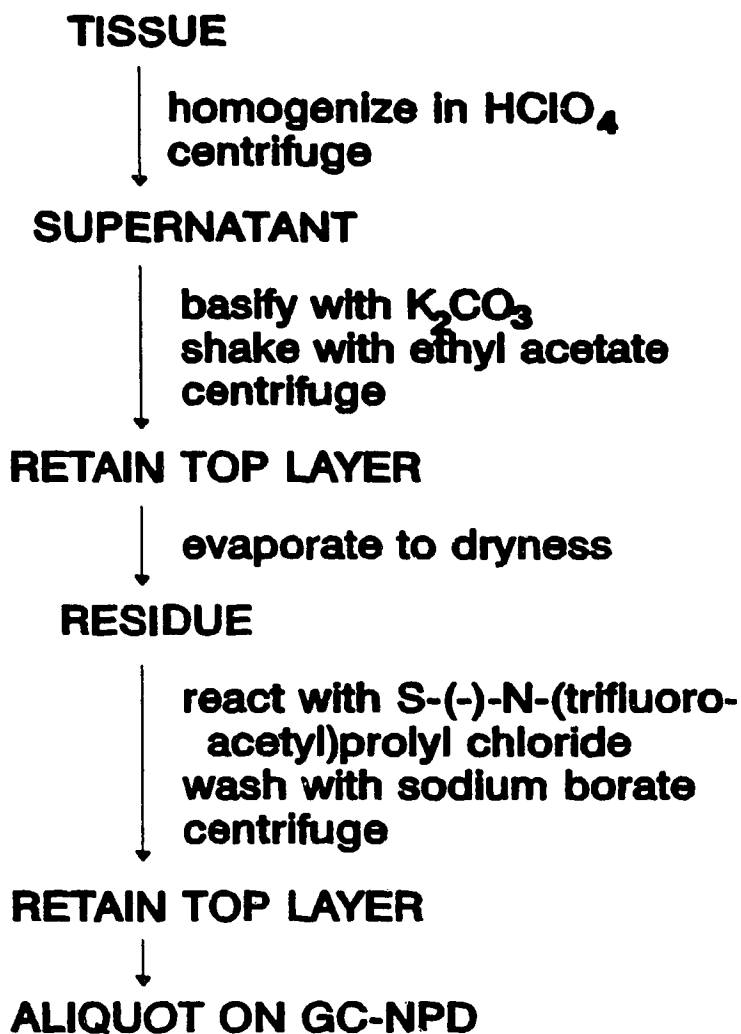 TISSUE
homogenize in HClO₄
centrifuge
SUPERNATANT
basify with K₂CO₃
shake with ethyl acetate
centrifuge
RETAIN TOP LAYER
evaporate to dryness
RESIDUE
react with S-(-)-N-(trifluoro-
acetyl)prolyl chloride
wash with sodium borate
centrifuge
RETAIN TOP LAYER
ALIQUOT ON GC-NPD